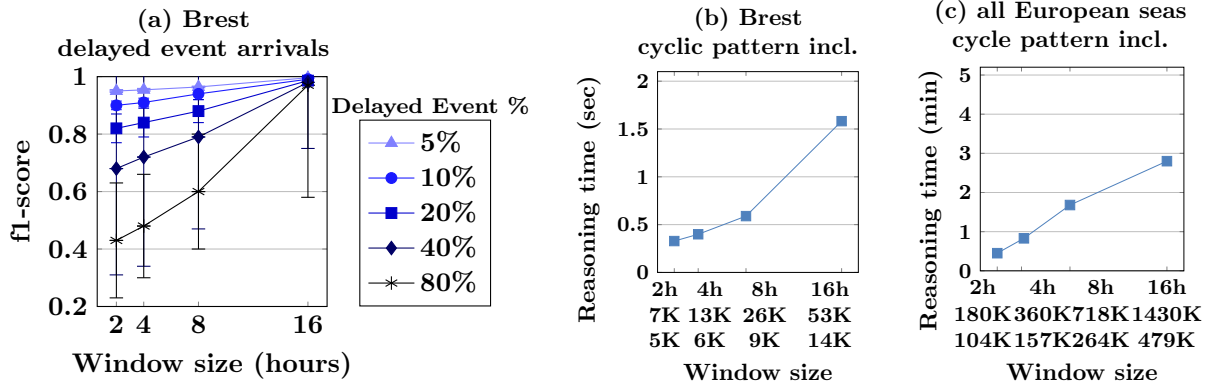 (a) Brest
delayed event arrivals
1
0.8
0.6
0.4
0.2
f1-score
2 4 8 16
Window size (hours)
Delayed Event %
5%
10%
20%
40%
80%
(b) Brest
cyclic pattern incl.
2
1.5
1
0.5
0
Reasoning time (sec)
2h 4h 8h 16h
7K 13K 26K 53K
5K 6K 9K 14K
Window size
(c) all European seas
cycle pattern incl.
5
4
3
2
1
0
Reasoning time (min)
2h 4h 8h 16h
180K 360K 718K 1430K
104K 157K 264K 479K
Window size